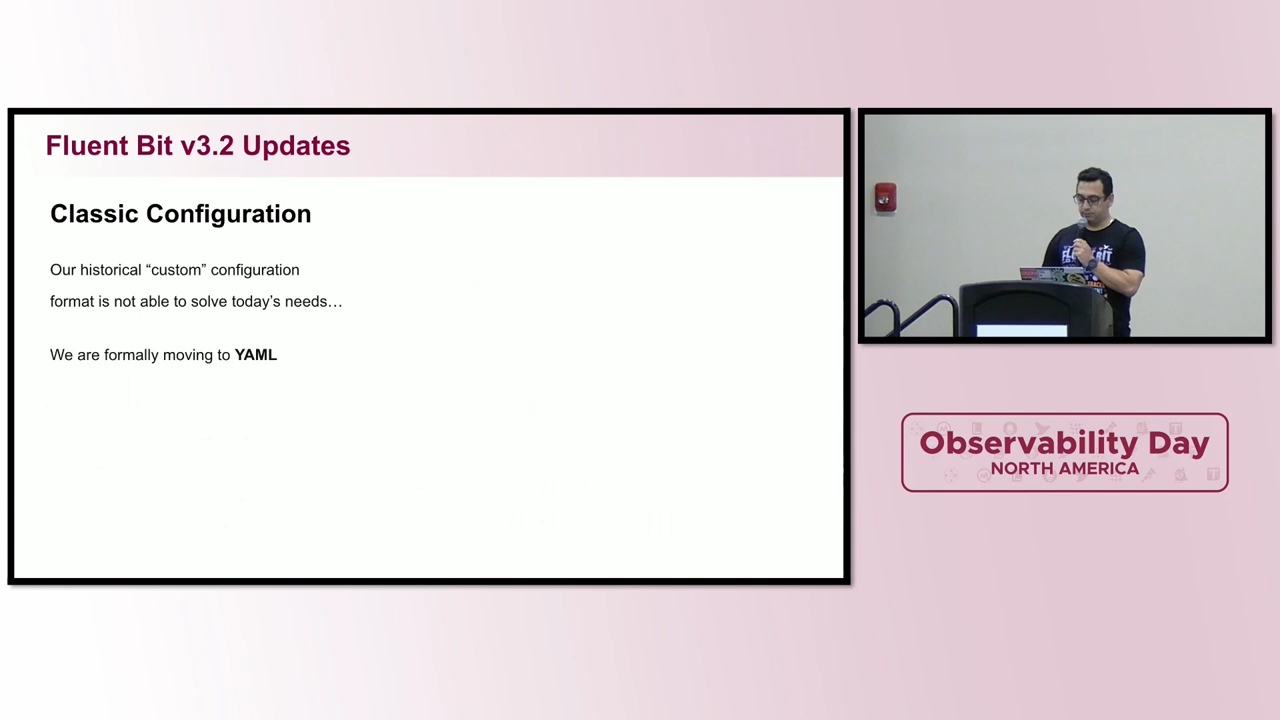 Fluent Bit v3.2 Updates
Classic Configuration
Our historical “custom” configuration
format is not able to solve today’s needs…
We are formally moving to YAML
Observability Day
NORTH AMERICA